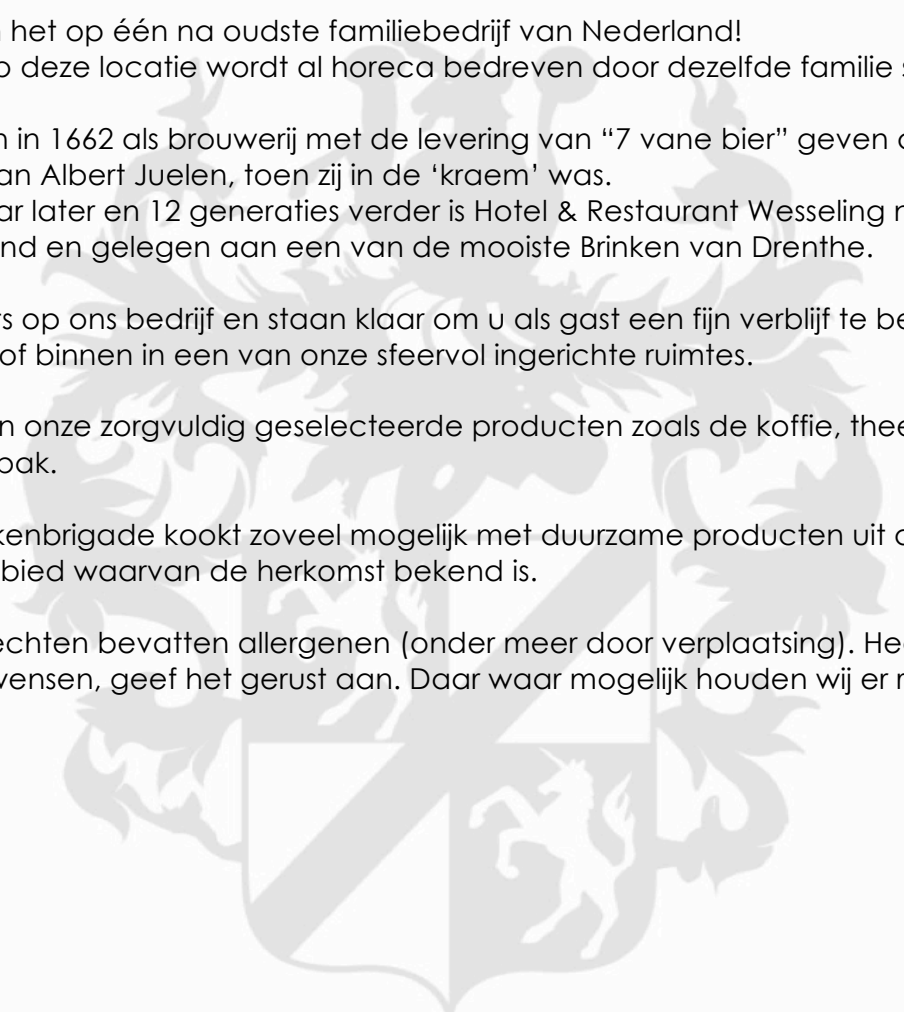 het op één na oudste familiebedrijf van Nederland!
deze locatie wordt al horeca bedreven door dezelfde familie s
in 1662 als brouwerij met de levering van “7 vane bier” geven
an Albert Juelen, toen zij in de ‘kraem’ was.
ar later en 12 generaties verder is Hotel & Restaurant Wesseling
nd en gelegen aan een van de mooiste Brinken van Drenthe.
s op ons bedrijf en staan klaar om u als gast een fijn verblijf te be
of binnen in een van onze sfeervol ingerichte ruimtes.
n onze zorgvuldig geselecteerde producten zoals de koffie, thee
bak.
kenbrigade kookt zoveel mogelijk met duurzame producten uit
bied waarvan de herkomst bekend is.
echten bevatten allergenen (onder meer door verplaatsing). He
wensen, geef het gerust aan. Daar waar mogelijk houden wij er